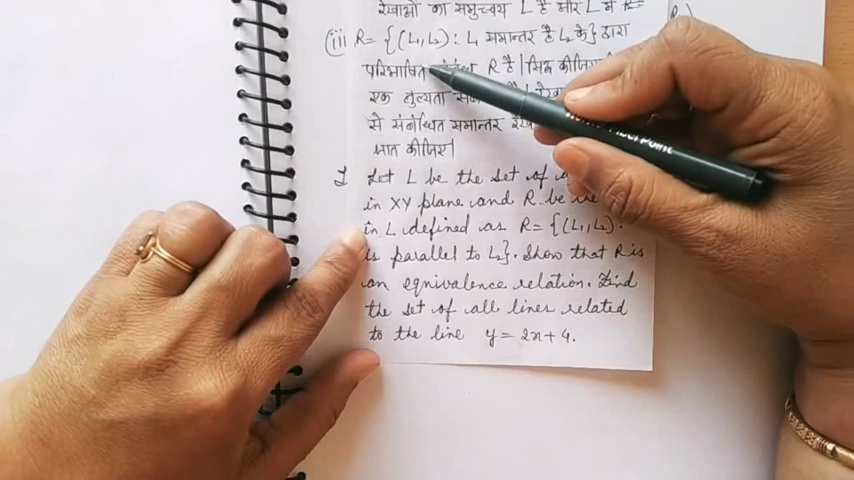 रेखाओं का समुच्चय L है और L में
(iii R = {(L₁,L₂) : L₁ समान्तर है L₂ के} द्वारा
परिभाषित R है | सिद्ध कीजिए
एक तुल्यता
से संबंधित समान्तर
ज्ञात कीजिए|
I Let L be the set of
in XY plane and R be
in L defined as R = {(L₁,L₂):
is parallel to L₂}. Show that R is
an equivalence relation. Find
the set of all lines related
to the line y = 2x + 4.
FiberPoint